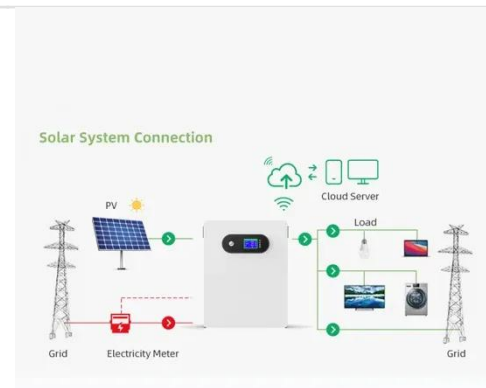 Solar System Connection
PV
Cloud Server
Load
Grid
Electricity Meter
Grid